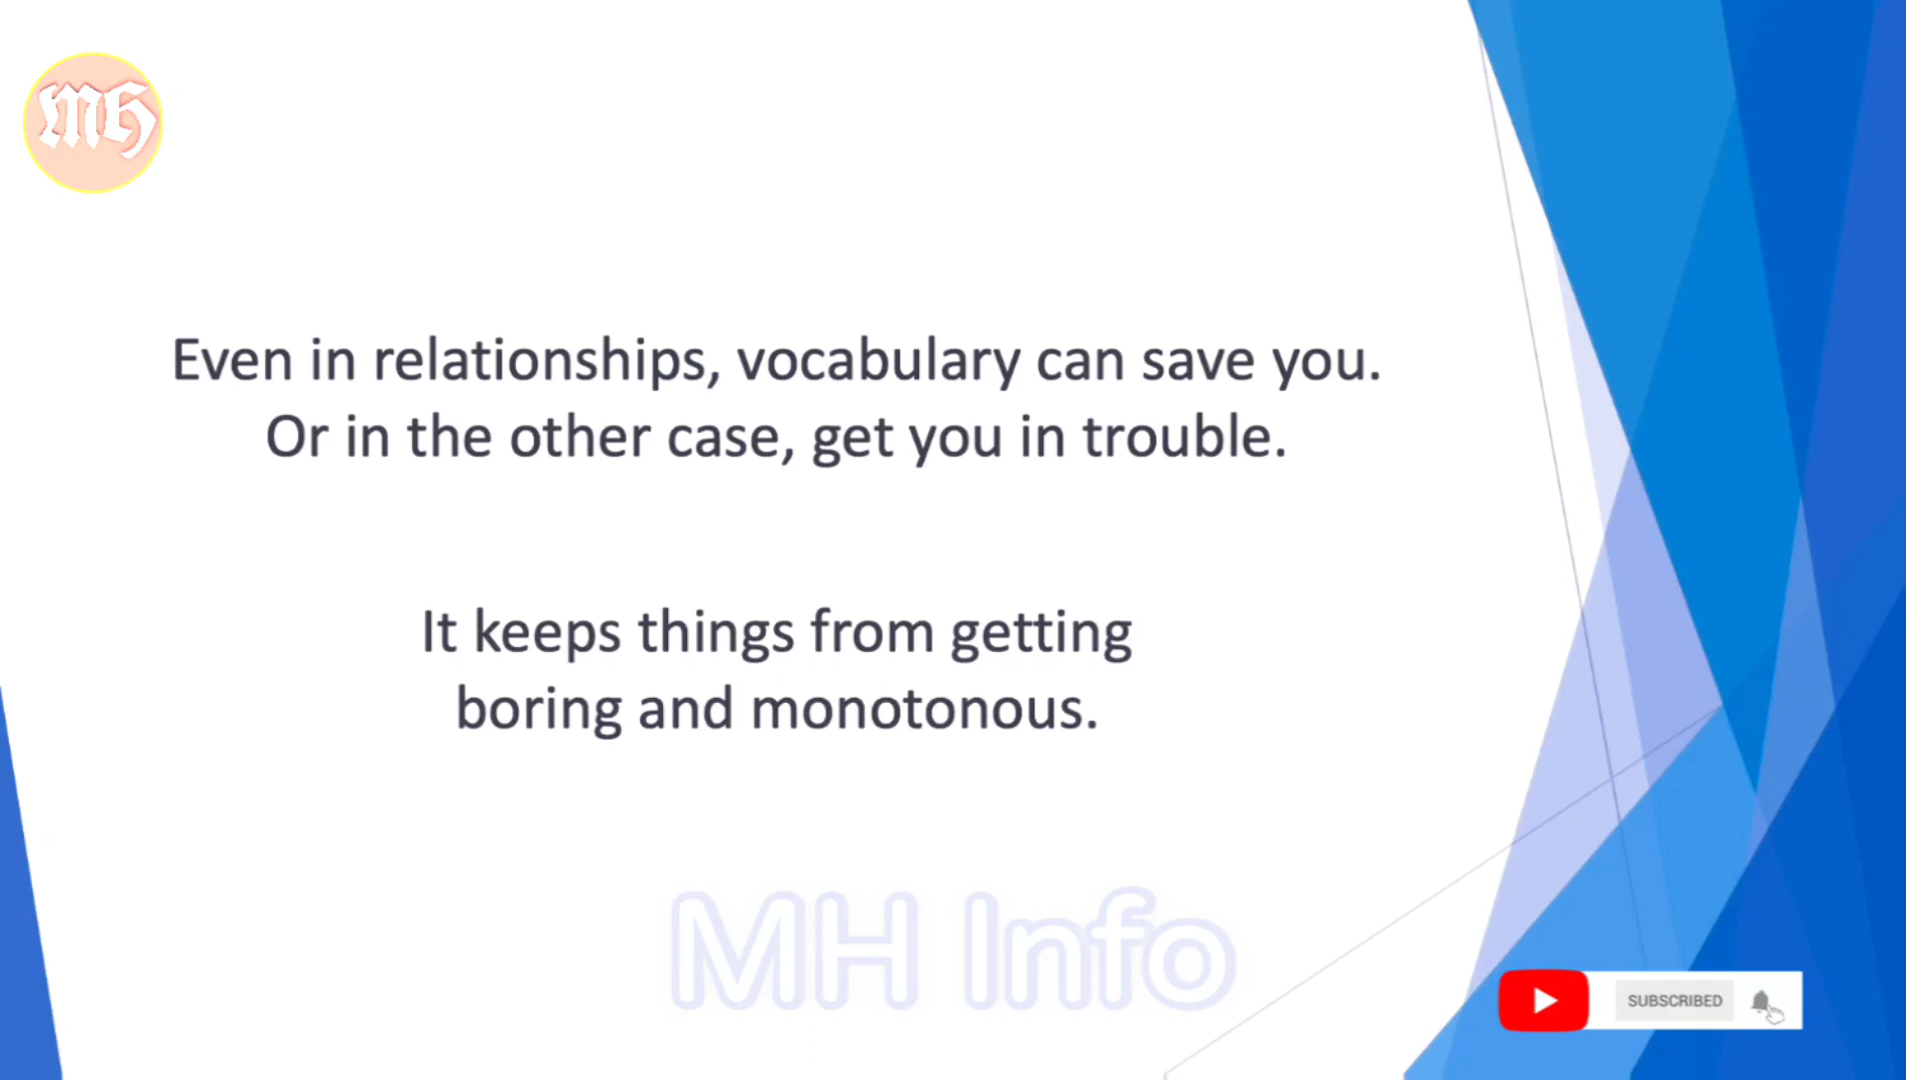 MH
Even in relationships, vocabulary can save you.
Or in the other case, get you in trouble.
It keeps things from getting
boring and monotonous.
MH Info
SUBSCRIBED